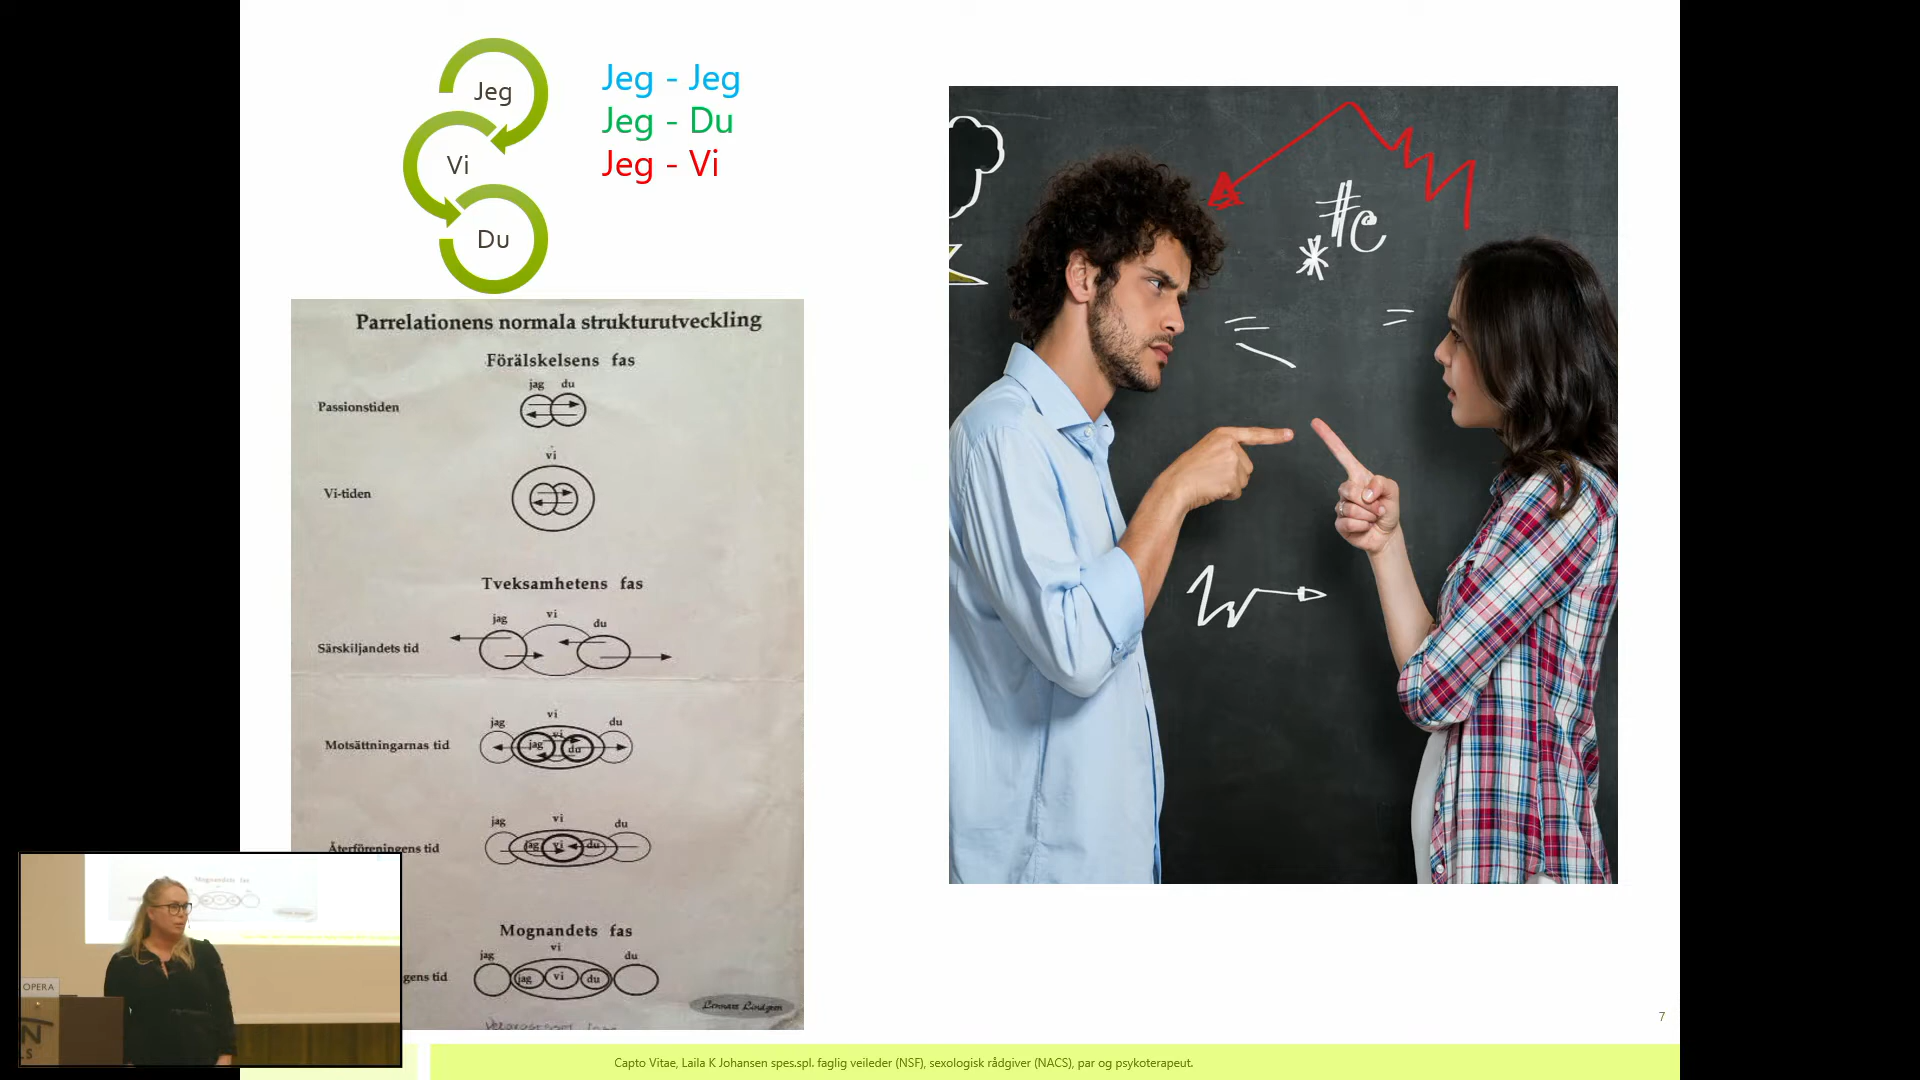 Jeg
Vi
Du
Jeg - Jeg
Jeg - Du
Jeg - Vi
Parrelationens normala strukturutveckling
Förälskelsens fas
jag du
Passionstiden
vi
Vi-tiden
Tveksamhetens fas
jag vi du
Särskiljandets tid
jag vi du
Motsättningarnas tid
jag vi du
jag vi du
Återföreningens tid
jag vi du
Mognandets fas
vi
jag du
gens tid
jag vi du
Lennart Lindgren
#@
*
=
Mognandets fas
OPERA
N
LS
7
Capto Vitae, Laila K Johansen spes.spl. faglig veileder (NSF), sexologisk rådgiver (NACS), par og psykoterapeut.